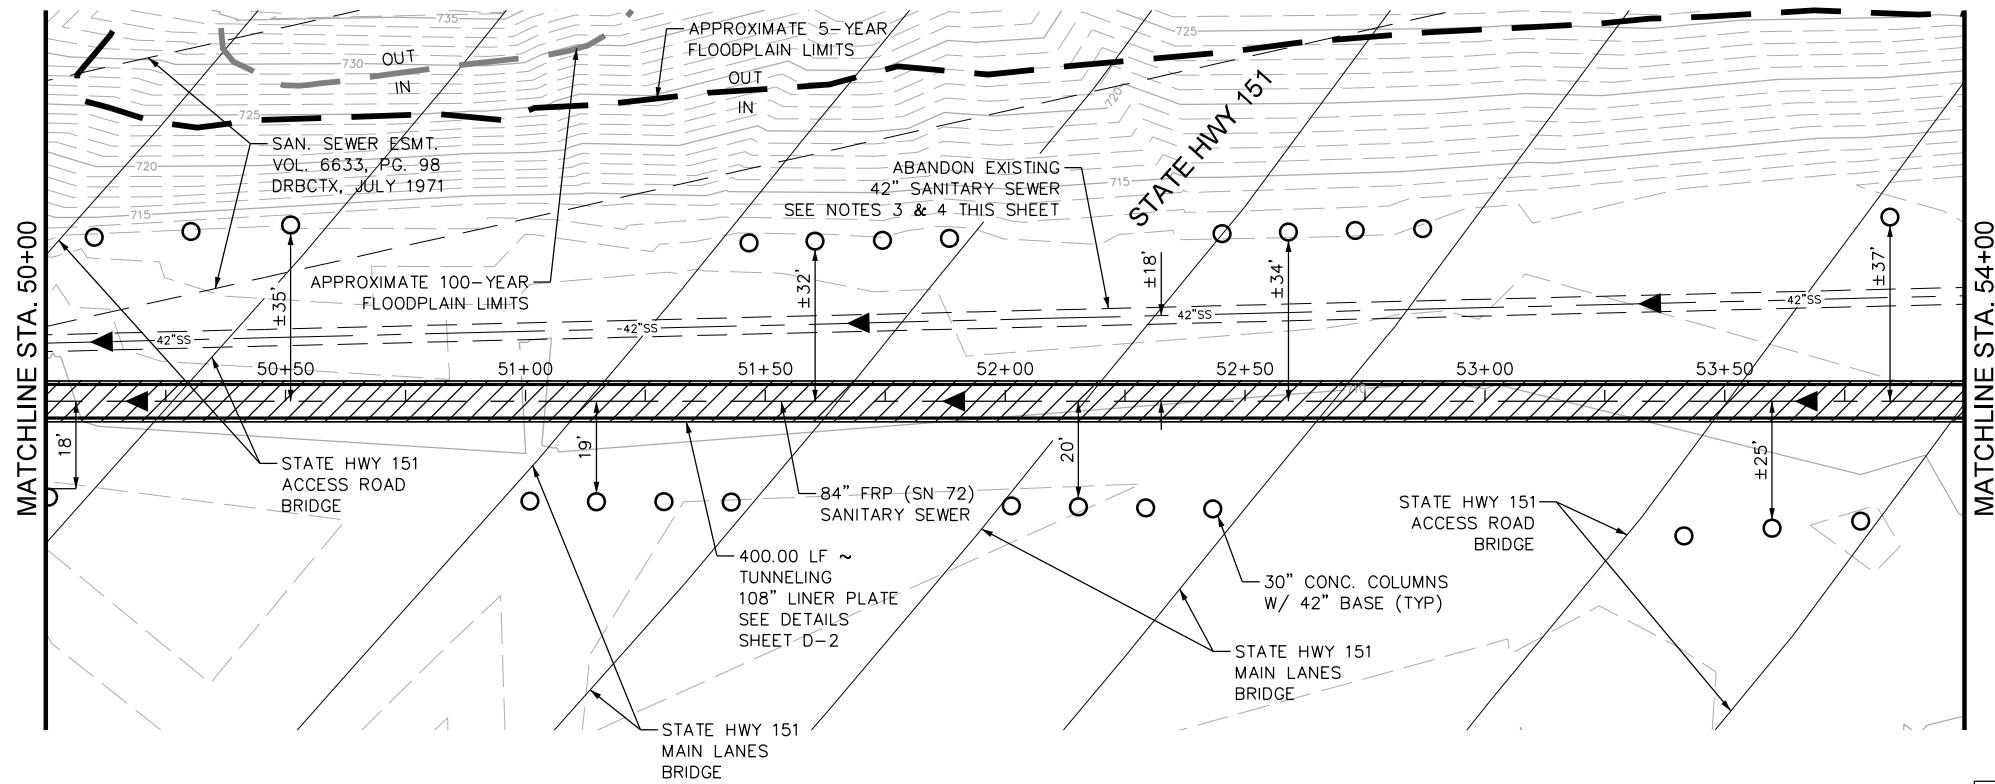 735
APPROXIMATE 5-YEAR
FLOODPLAIN LIMITS
725
OUT
730
IN
OUT
IN
720
725
STATE HWY 151
SAN. SEWER ESMT.
VOL. 6633, PG. 98
DRBCTX, JULY 1971
720
ABANDON EXISTING
42" SANITARY SEWER
SEE NOTES 3 & 4 THIS SHEET
715
715
MATCHLINE STA. 50+00
MATCHLINE STA. 54+00
APPROXIMATE 100-YEAR
FLOODPLAIN LIMITS
±35'
±32'
±18'
±34'
±37'
42"SS
42"SS
42"SS
42"SS
50+50
51+00
51+50
52+00
52+50
53+00
53+50
710
18'
19'
20'
±25'
STATE HWY 151
ACCESS ROAD
BRIDGE
84" FRP (SN 72)
SANITARY SEWER
STATE HWY 151
ACCESS ROAD
BRIDGE
400.00 LF ~
TUNNELING
108" LINER PLATE
SEE DETAILS
SHEET D-2
30" CONC. COLUMNS
W/ 42" BASE (TYP)
STATE HWY 151
MAIN LANES
BRIDGE
STATE HWY 151
MAIN LANES
BRIDGE